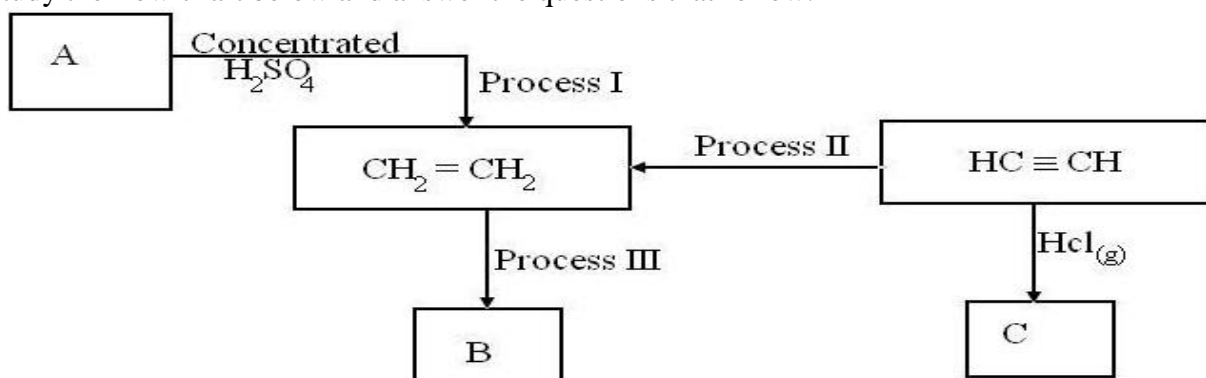 A
Concentrated
H₂SO₄
Process I
CH₂ = CH₂
Process II
HC ≡ CH
Process III
Hcl(g)
B
C